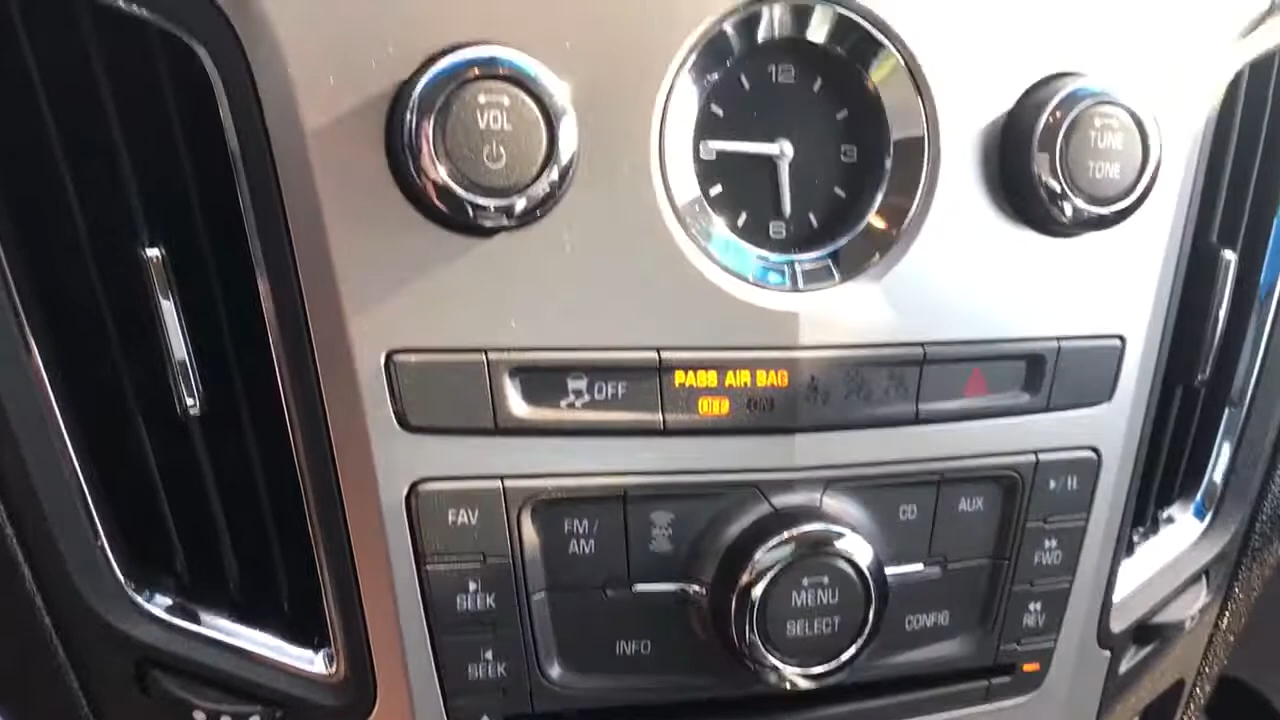 VOL
12
3
6
9
TUNE
TONE
OFF
PASS AIR BAG
OFF ON
FAV
FM /
AM
CD
AUX
FWD
SEEK
MENU
SELECT
CONFIG
REV
INFO
SEEK